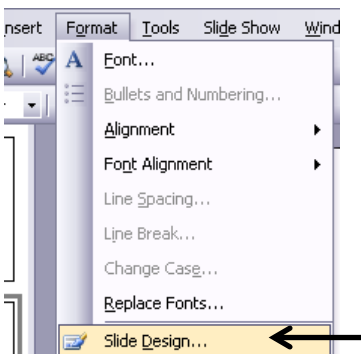 nsert Format Tools Slide Show Wind
ABC A Font...
Bullets and Numbering...
Alignment
Font Alignment
Line Spacing...
Line Break...
Change Case...
Replace Fonts...
Slide Design...